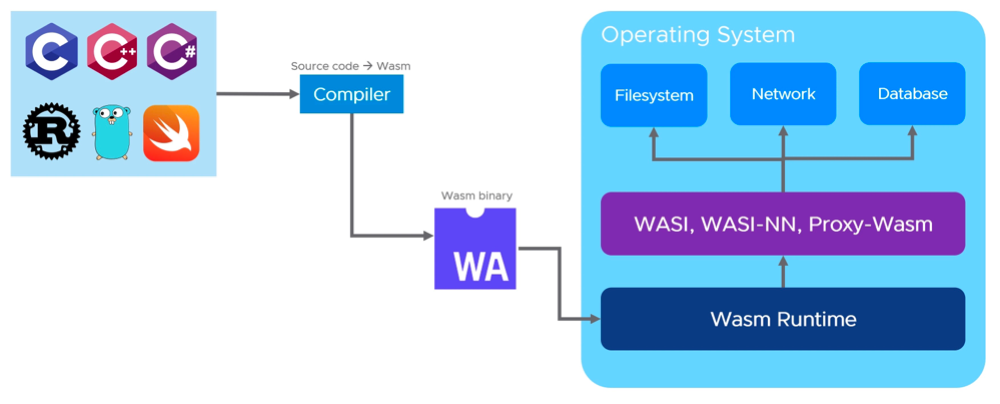 C
C++
C#
R
Source code → Wasm
Compiler
Wasm binary
WA
Operating System
Filesystem
Network
Database
WASI, WASI-NN, Proxy-Wasm
Wasm Runtime